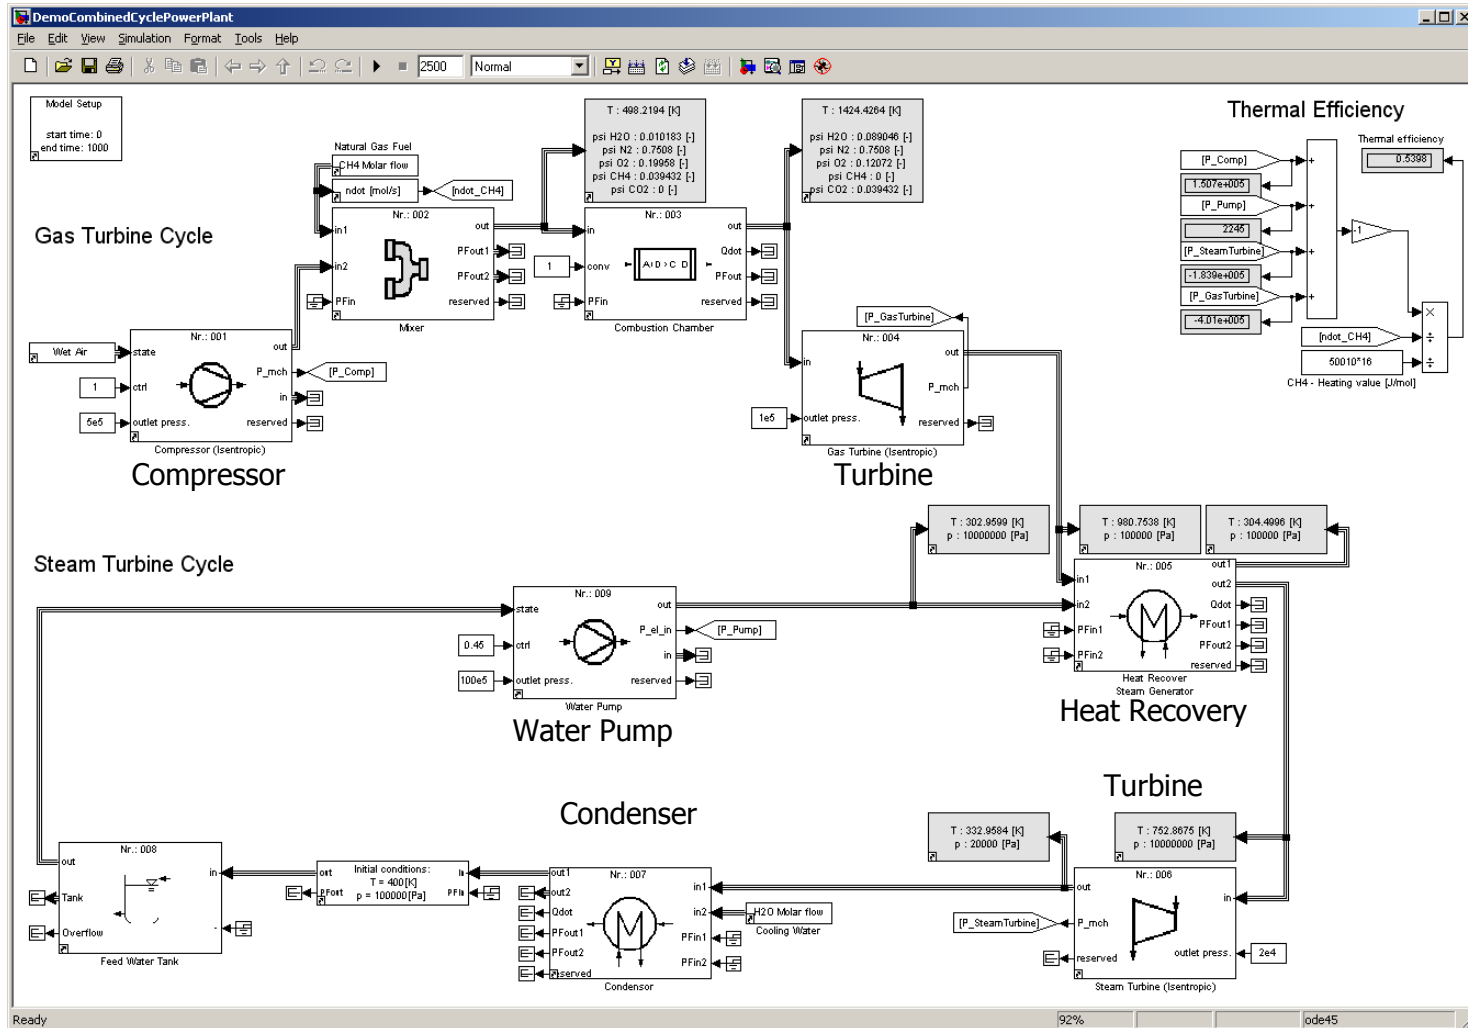 DemoCombinedCyclePowerPlant
File Edit View Simulation Format Tools Help
2500 Normal
Model Setup
start time: 0
end time: 1000
Natural Gas Fuel
CH4 Molar flow
ndot [mol/s]
[ndot_CH4]
T : 498.2194 [K]
psi H2O : 0.010183 [-]
psi N2 : 0.7508 [-]
psi O2 : 0.19958 [-]
psi CH4 : 0.039432 [-]
psi CO2 : 0 [-]
T : 1424.4264 [K]
psi H2O : 0.089046 [-]
psi N2 : 0.7508 [-]
psi O2 : 0.12072 [-]
psi CH4 : 0 [-]
psi CO2 : 0.039432 [-]
Thermal Efficiency
Thermal efficiency
0.5398
[P_Comp]
1.507e+005
[P_Pump]
2245
[P_SteamTurbine]
-1.839e+005
[P_GasTurbine]
-4.01e+005
+
+
+
+
-1
×
÷
÷
[ndot_CH4]
50010*16
CH4 - Heating value [J/mol]
Gas Turbine Cycle
Nr.: 002
in1
in2
PFin
out
PFout1
PFout2
reserved
Mixer
Nr.: 003
in
1
conv
PFin
out
Qdot
PFout
reserved
A+D>C D
Combustion Chamber
Wet Air
1
5e5
Nr.: 001
state
ctrl
outlet press.
out
P_mch
in
reserved
[P_Comp]
Compressor (Isentropic)
Compressor
[P_GasTurbine]
Nr.: 004
in
1e5
outlet press.
out
P_mch
reserved
Gas Turbine (Isentropic)
Turbine
Steam Turbine Cycle
T : 302.9599 [K]
p : 10000000 [Pa]
T : 980.7538 [K]
p : 100000 [Pa]
T : 304.4996 [K]
p : 100000 [Pa]
Nr.: 009
state
0.45
ctrl
100e5
outlet press.
out
P_el_in
in
reserved
[P_Pump]
Water Pump
Water Pump
Nr.: 005
in1
in2
PFin1
PFin2
out1
out2
Qdot
PFout1
PFout2
reserved
Heat Recover
Steam Generator
Heat Recovery
Turbine
Condenser
T : 332.9584 [K]
p : 20000 [Pa]
T : 752.8675 [K]
p : 10000000 [Pa]
Nr.: 008
out
Tank
Overflow
in
-
Feed Water Tank
Initial conditions:
T = 400[K]
p = 100000[Pa]
out
PFout
In
PFin
Nr.: 007
out1
out2
Qdot
PFout1
PFout2
reserved
in1
in2
PFin1
PFin2
H2O Molar flow
Cooling Water
Condensor
Nr.: 006
out
P_mch
reserved
in
outlet press.
[P_SteamTurbine]
2e4
Steam Turbine (Isentropic)
Ready 92% ode45